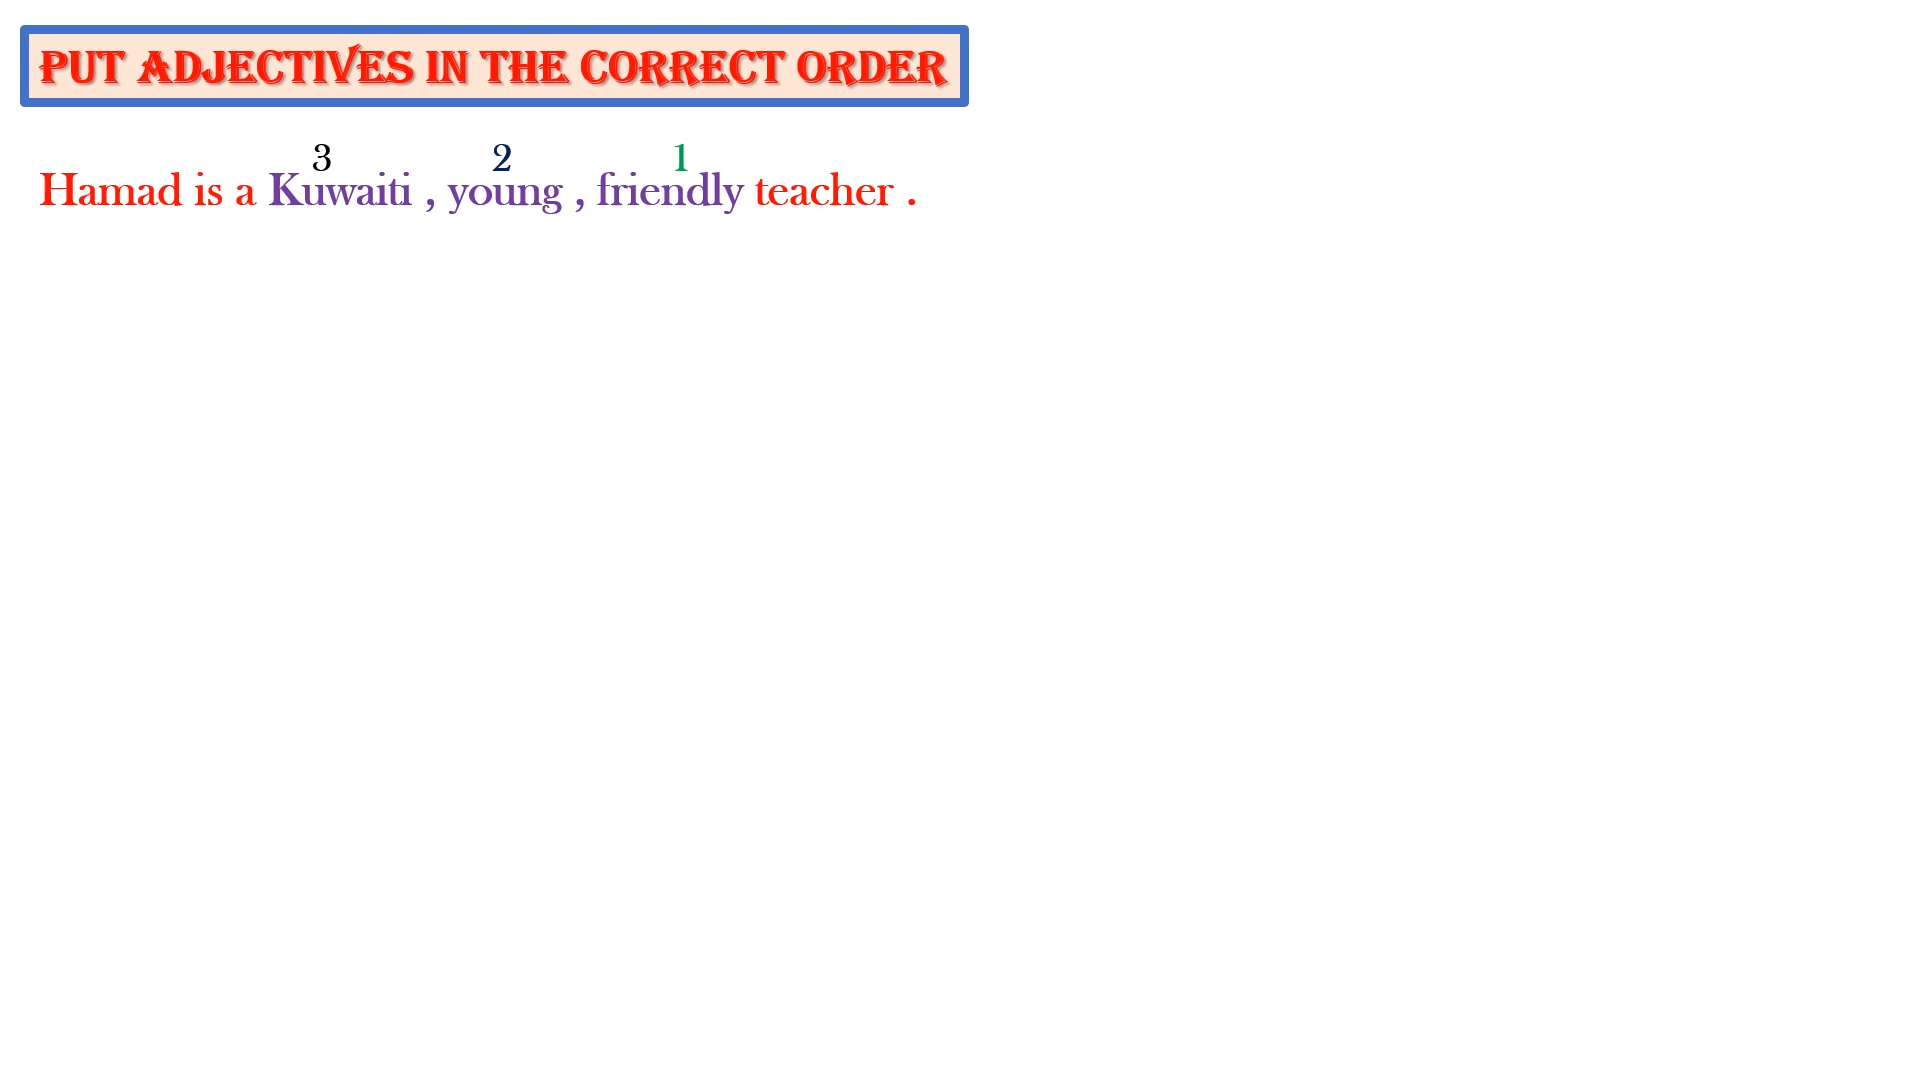 PUT ADJECTIVES IN THE CORRECT ORDER
3 2 1
Hamad is a Kuwaiti , young , friendly teacher .